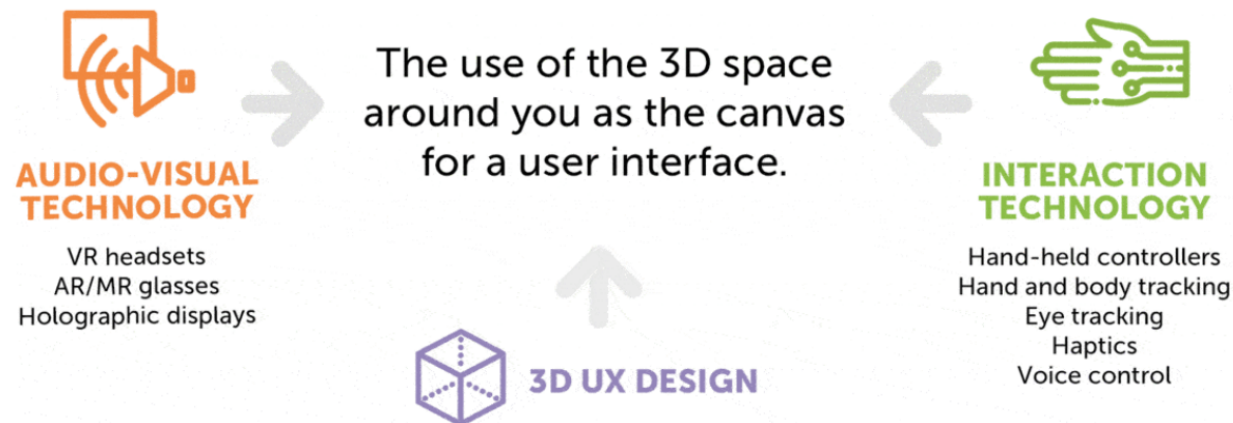 AUDIO-VISUAL
TECHNOLOGY
VR headsets
AR/MR glasses
Holographic displays
The use of the 3D space
around you as the canvas
for a user interface.
3D UX DESIGN
INTERACTION
TECHNOLOGY
Hand-held controllers
Hand and body tracking
Eye tracking
Haptics
Voice control